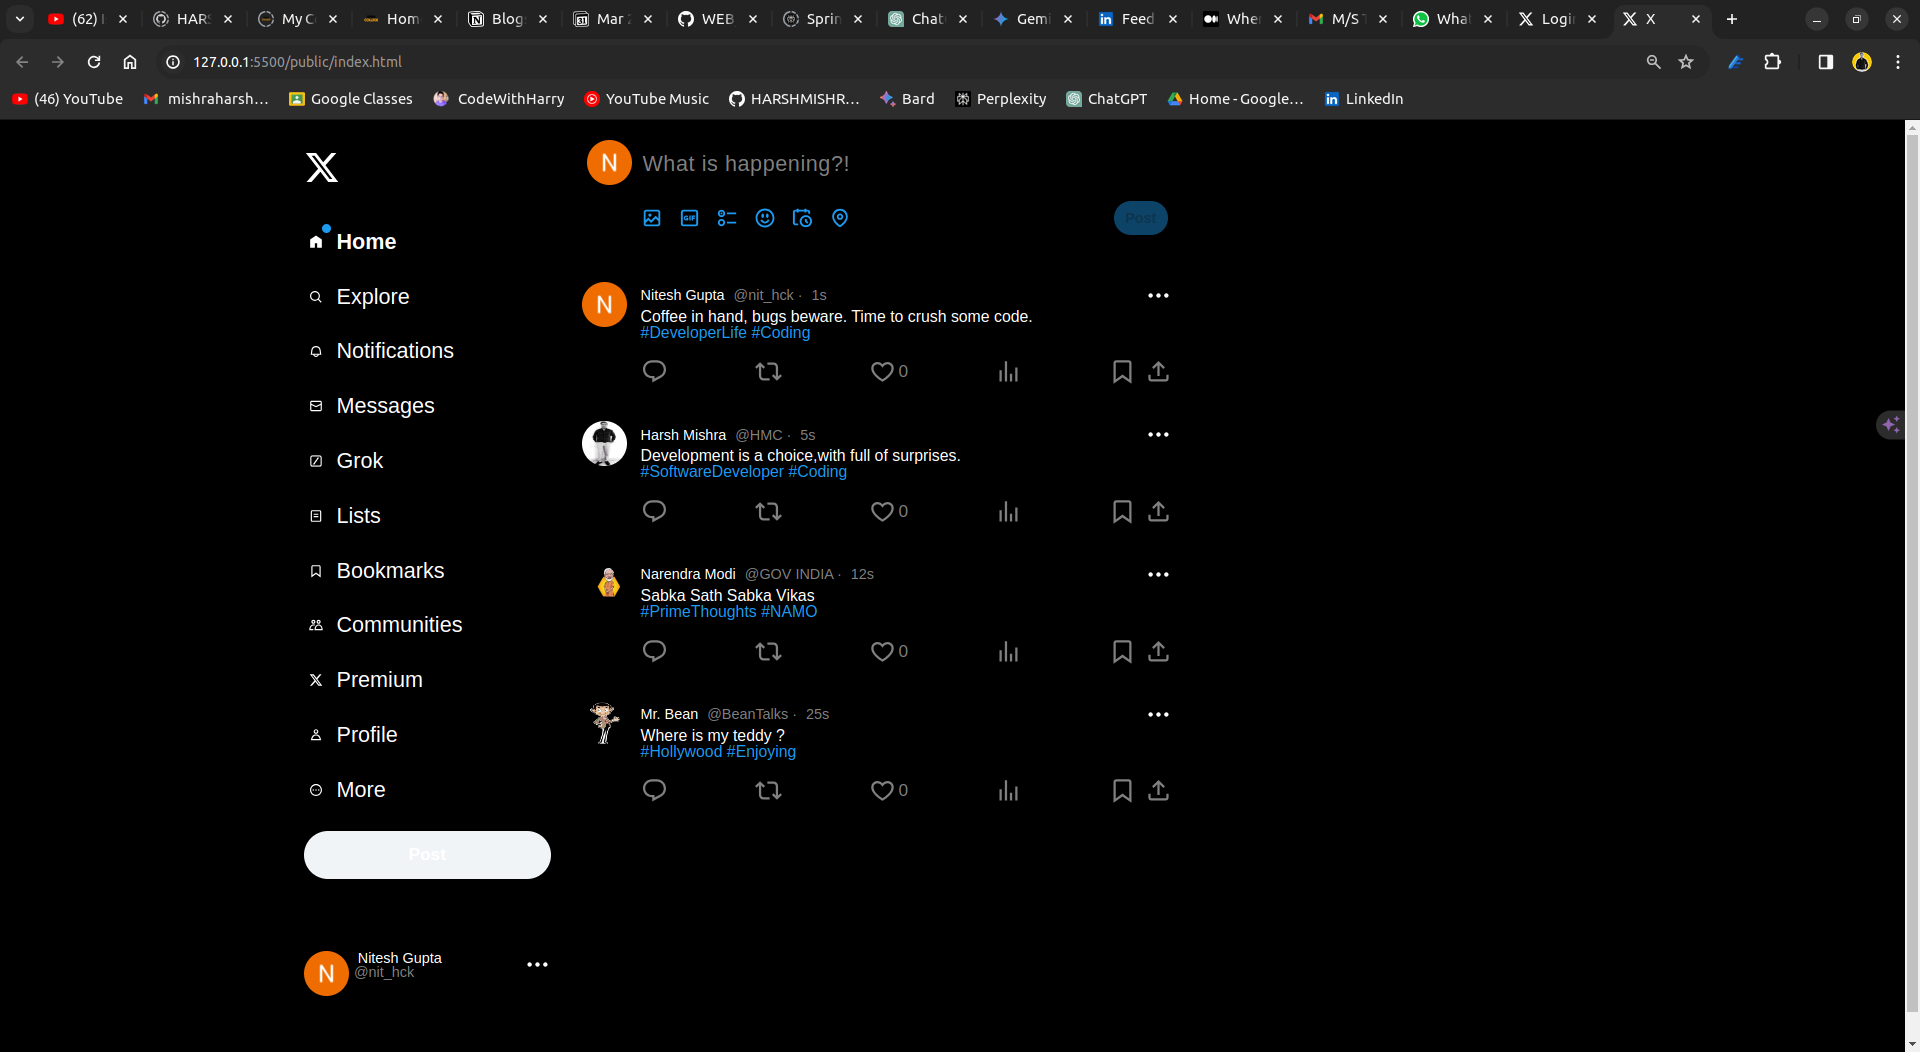 (62)
HARS
My C
Hom
Blog
Mar 2
WEB
Sprin
Chat
Gemi
Feed
Wher
M/S T
What
Login
X
127.0.0.1:5500/public/index.html
(46) YouTube
mishraharsh...
Google Classes
CodeWithHarry
YouTube Music
HARSHMISHR...
Bard
Perplexity
ChatGPT
Home - Google...
LinkedIn
N
What is happening?!
GIF
Post
Home
Explore
Notifications
Messages
Grok
Lists
Bookmarks
Communities
Premium
Profile
More
Post
N
Nitesh Gupta
@nit_hck
N
Nitesh Gupta @nit_hck · 1s
Coffee in hand, bugs beware. Time to crush some code.
#DeveloperLife #Coding
0
Harsh Mishra @HMC · 5s
Development is a choice,with full of surprises.
#SoftwareDeveloper #Coding
0
Narendra Modi @GOV INDIA · 12s
Sabka Sath Sabka Vikas
#PrimeThoughts #NAMO
0
Mr. Bean @BeanTalks · 25s
Where is my teddy ?
#Hollywood #Enjoying
0